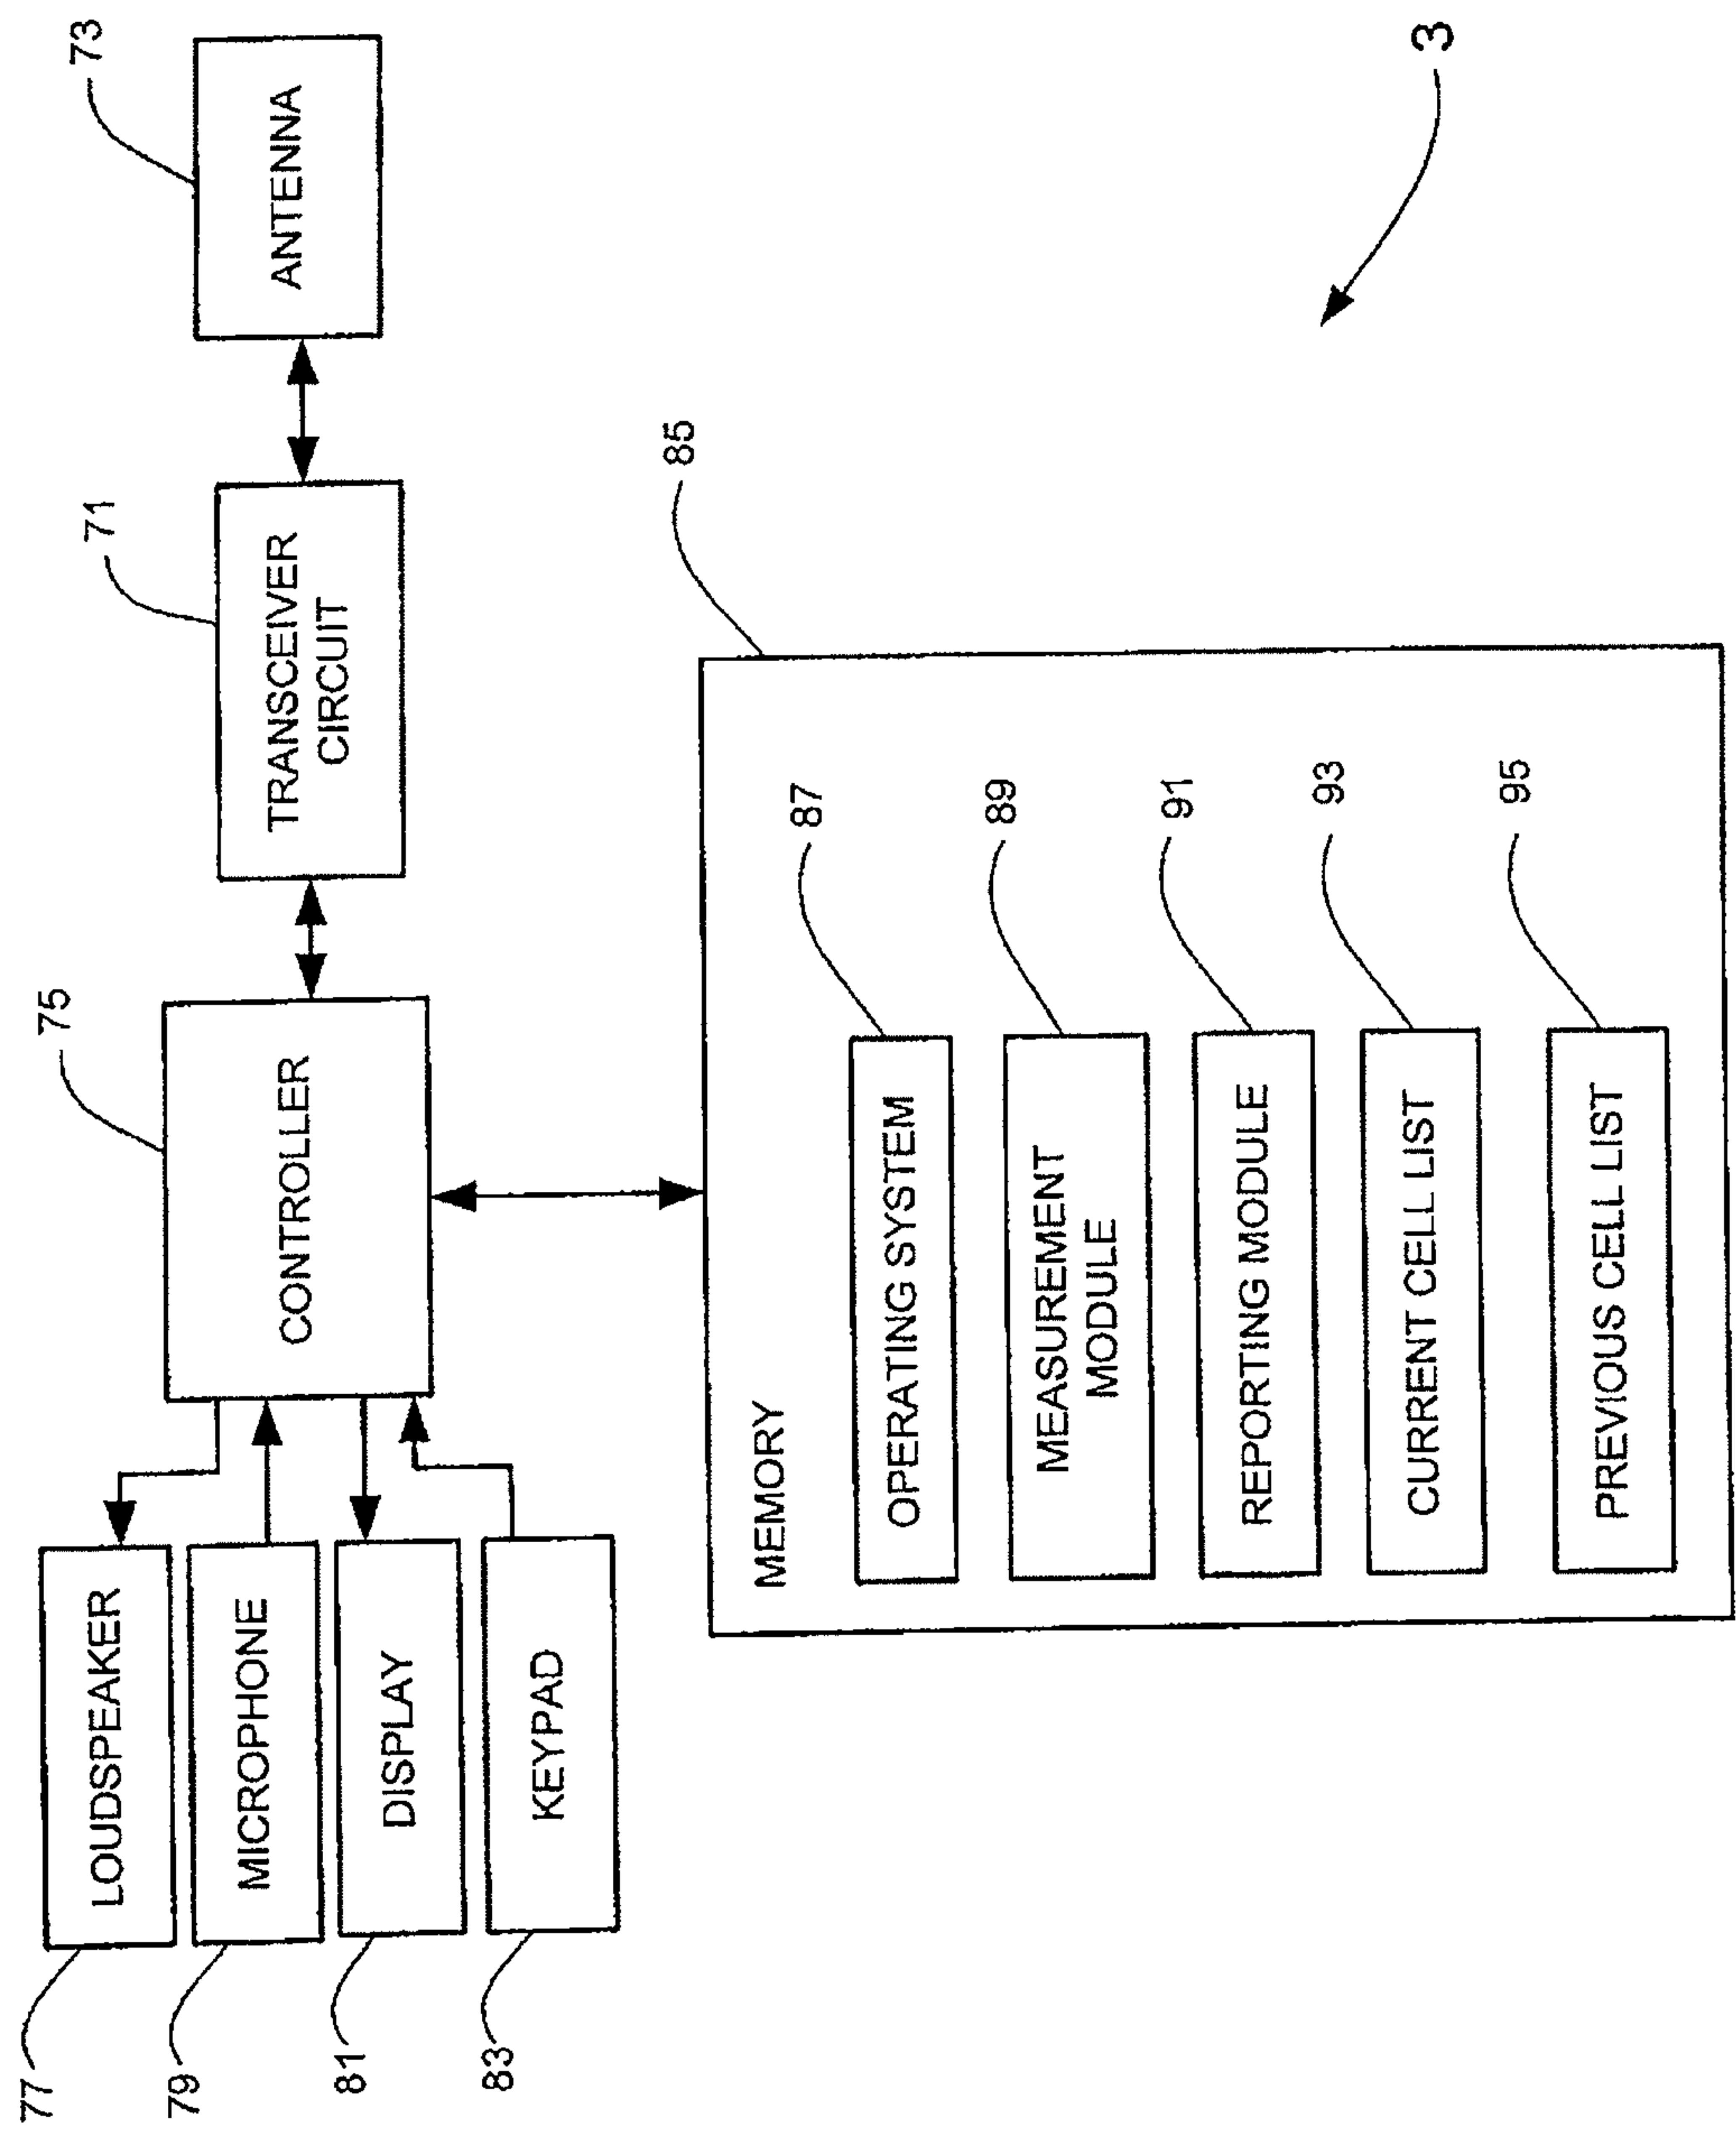 73
ANTENNA
71
TRANSCEIVER
CIRCUIT
75
CONTROLLER
LOUDSPEAKER
77
MICROPHONE
79
DISPLAY
81
KEYPAD
83
85
MEMORY
87
OPERATING SYSTEM
89
MEASUREMENT
MODULE
91
REPORTING MODULE
93
CURRENT CELL LIST
95
PREVIOUS CELL LIST
3